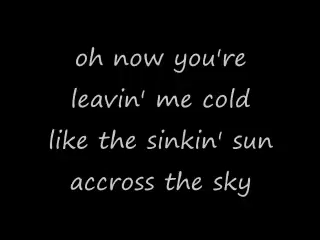 oh now you're
leavin' me cold
like the sinkin' sun
accross the sky